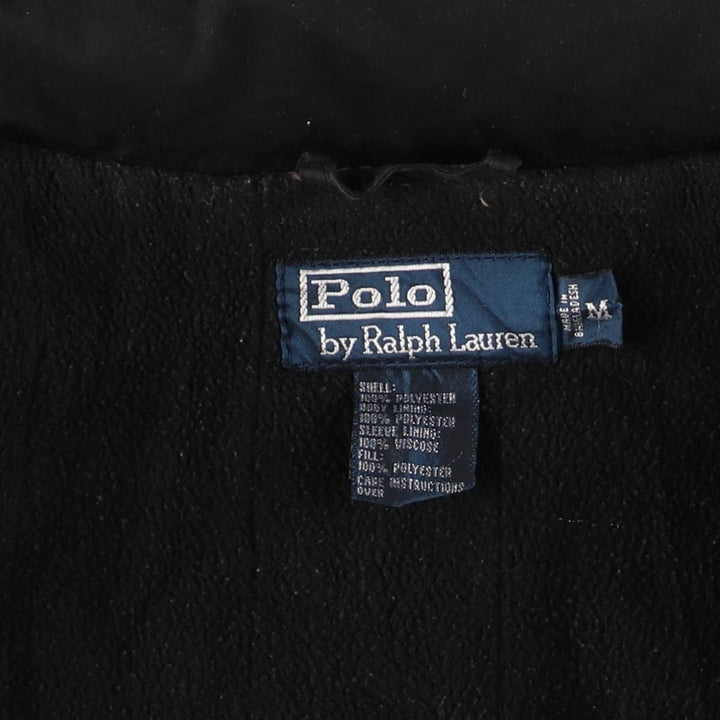 Polo
by Ralph Lauren
MADE IN
BANGLADESH
M
SHELL:
100% POLYESTER
BODY LINING:
100% POLYESTER
SLEEVE LINING:
100% VISCOSE
FILL:
100% POLYESTER
CARE INSTRUCTIONS
OVER